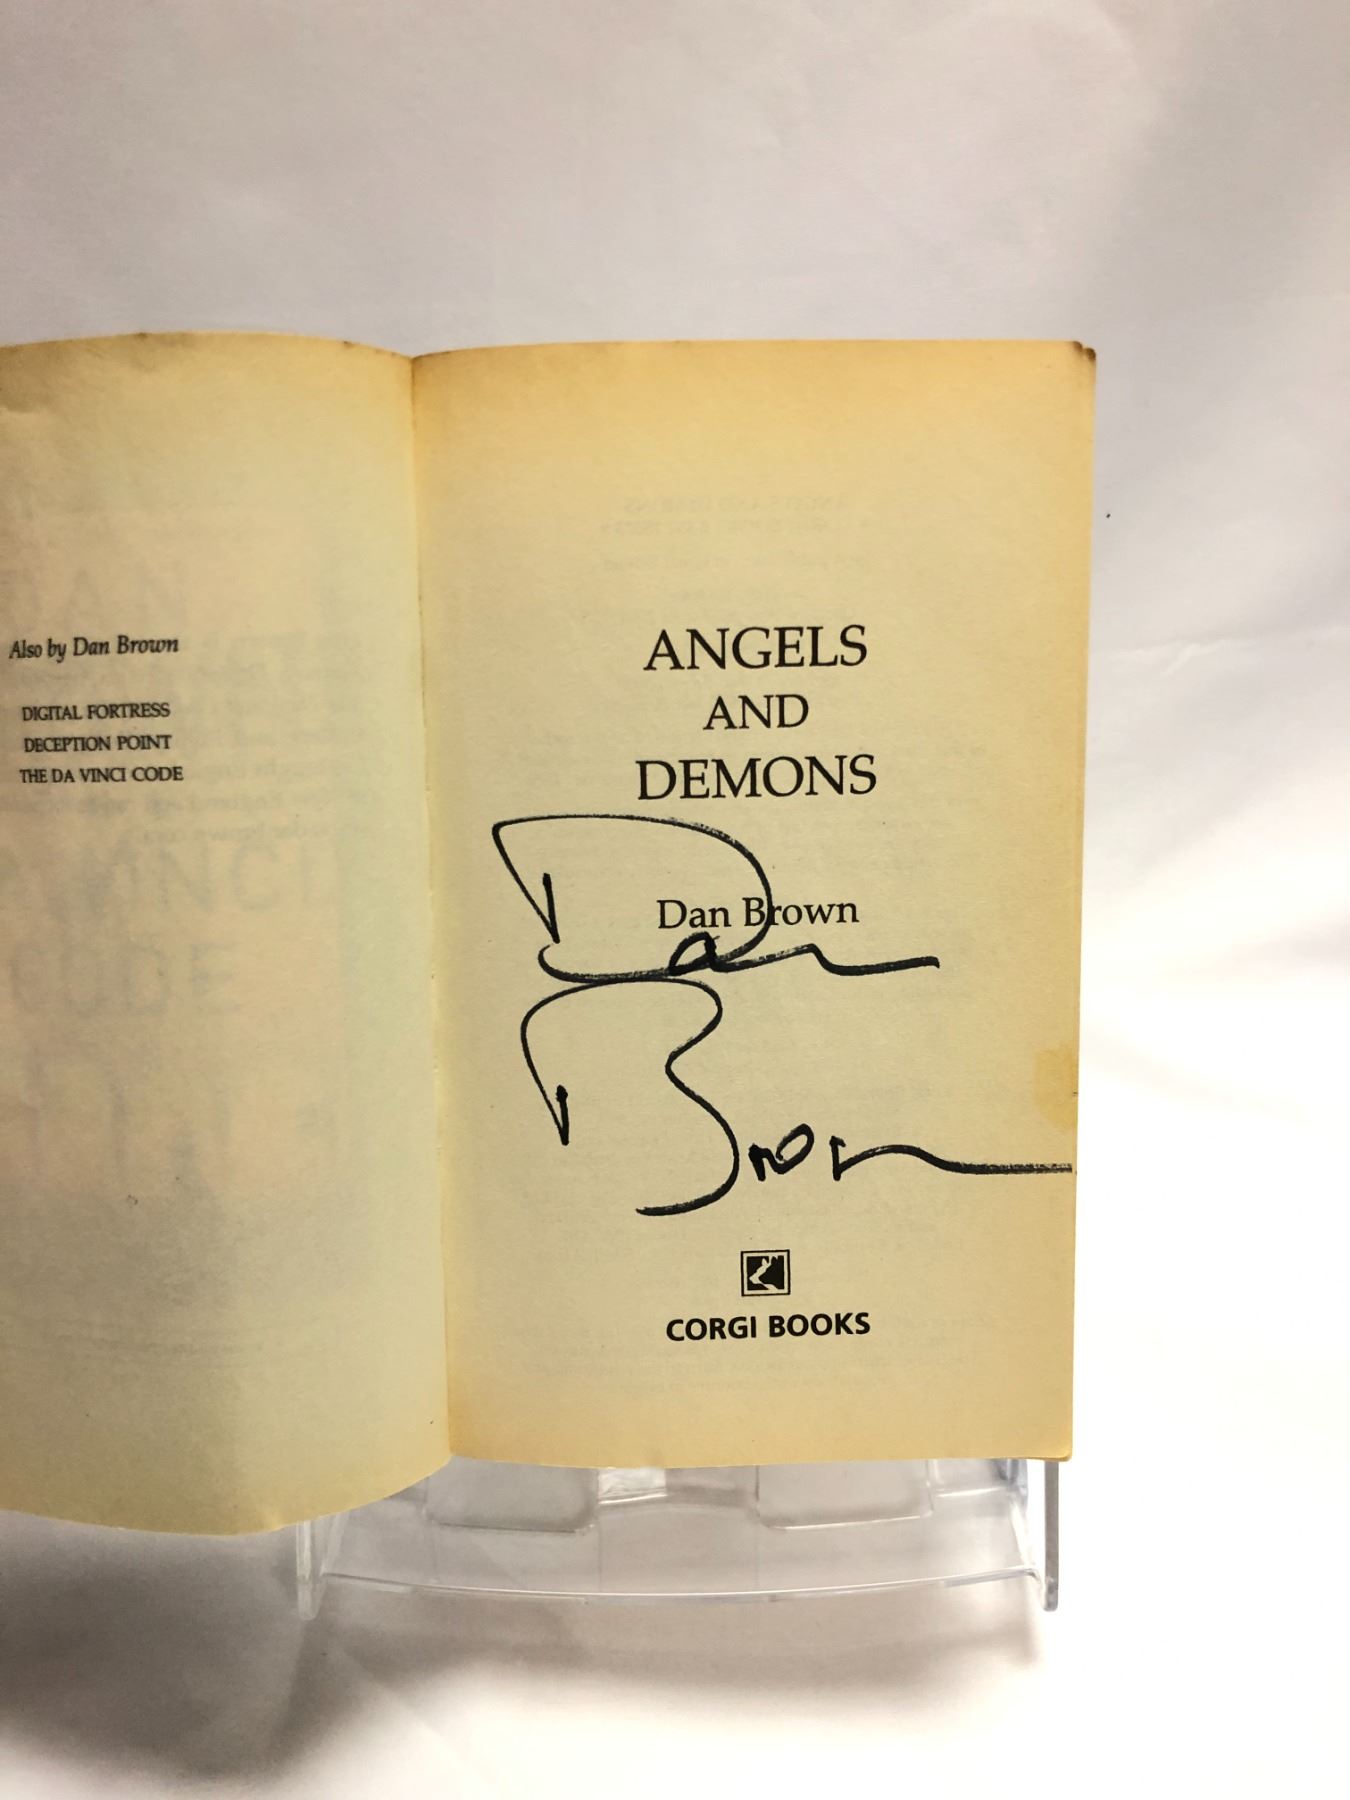 Also by Dan Brown
DIGITAL FORTRESS
DECEPTION POINT
THE DA VINCI CODE
ANGELS
AND
DEMONS
Dan Brown
Dan
Brown
CORGI BOOKS